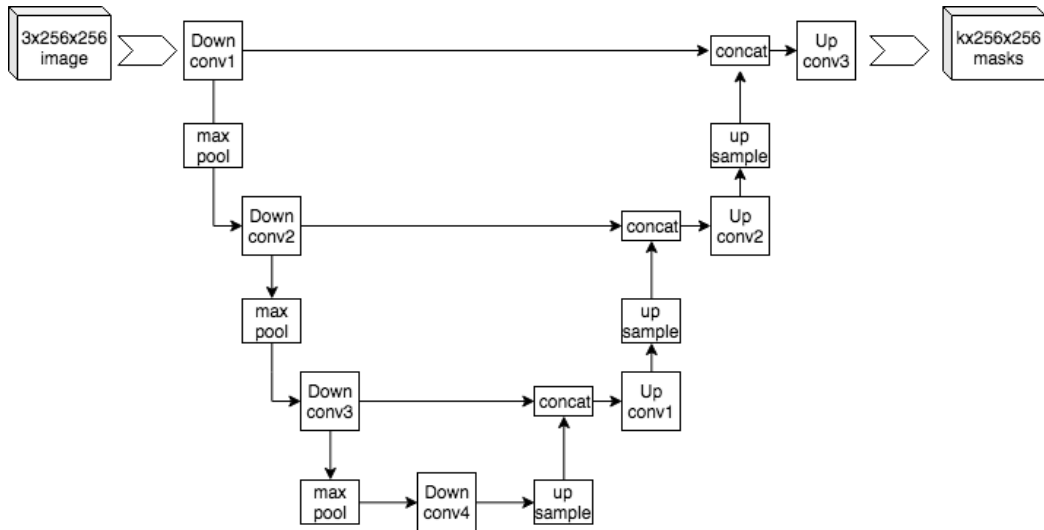 3x256x256
image
Down
conv1
concat
Up
conv3
kx256x256
masks
max
pool
up
sample
Down
conv2
concat
Up
conv2
max
pool
up
sample
Down
conv3
concat
Up
conv1
max
pool
Down
conv4
up
sample